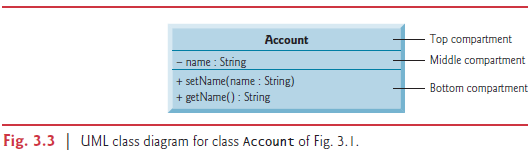 Account
Top compartment
– name : String
Middle compartment
+ setName(name : String)
+ getName() : String
Bottom compartment
Fig. 3.3 | UML class diagram for class Account of Fig. 3.1.